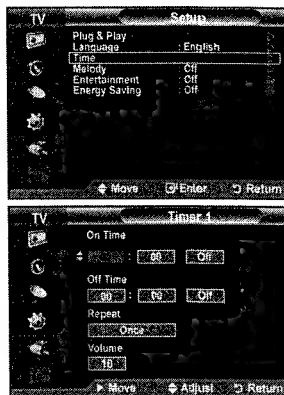 TV Setup
Plug & Play
Language : English
Time
Melody : Off
Entertainment : Off
Energy Saving : Off
Move Enter Return
TV Timer 1
On Time
: 00 Off
Off Time
00 : 00 Off
Repeat
Once
Volume
10
Move Adjust Return